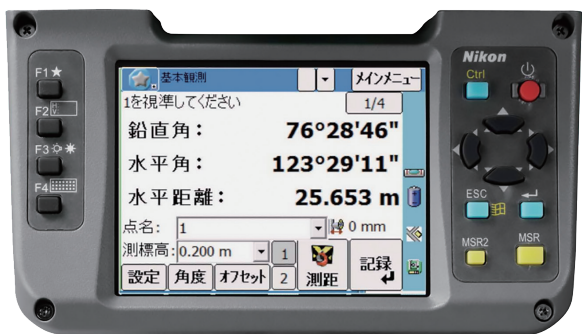 Nikon
F1★
F2
F3
F4
Ctrl
ESC
MSR2
MSR
基本観測
メインメニュー
1を視準してください
1/4
鉛直角: 76°28'46"
水平角: 123°29'11"
水平距離: 25.653 m
点名: 1
0 mm
測標高: 0.200 m
1
測距
記録
設定
角度
オフセット
2